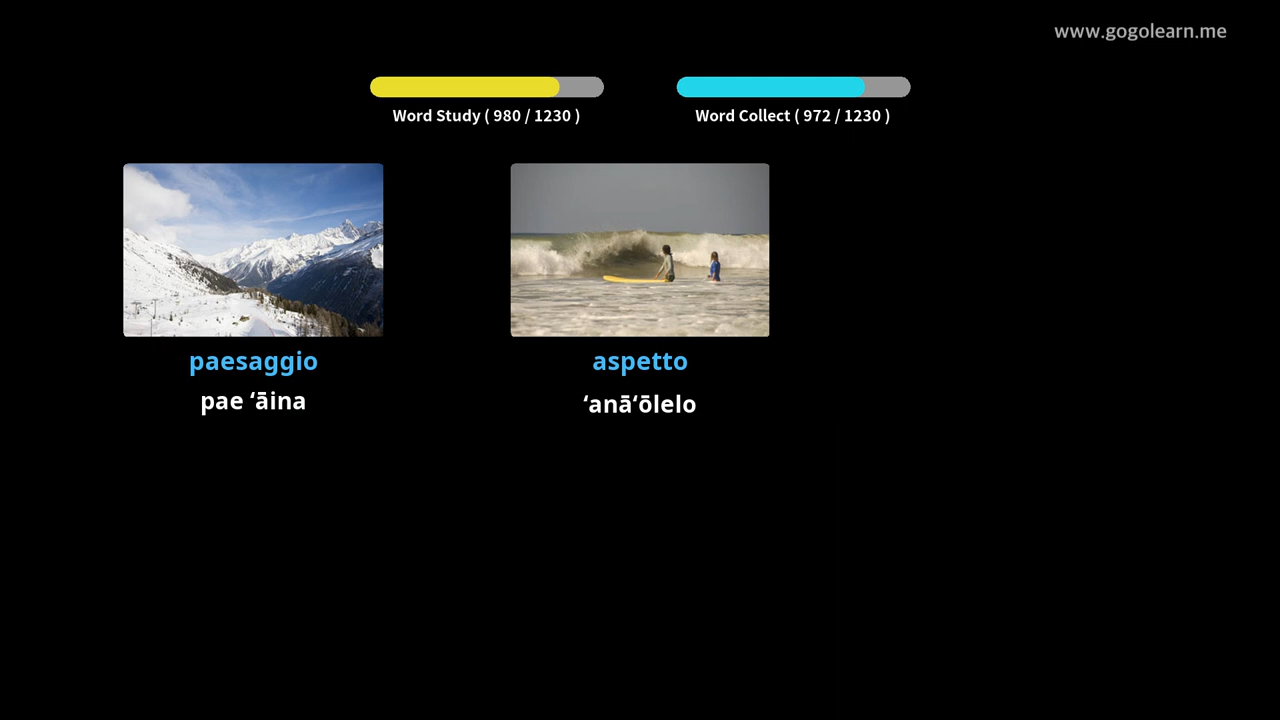 www.gogolearn.me
Word Study ( 980 / 1230 )
Word Collect ( 972 / 1230 )
paesaggio
pae ʻāina
aspetto
ʻanāʻōlelo